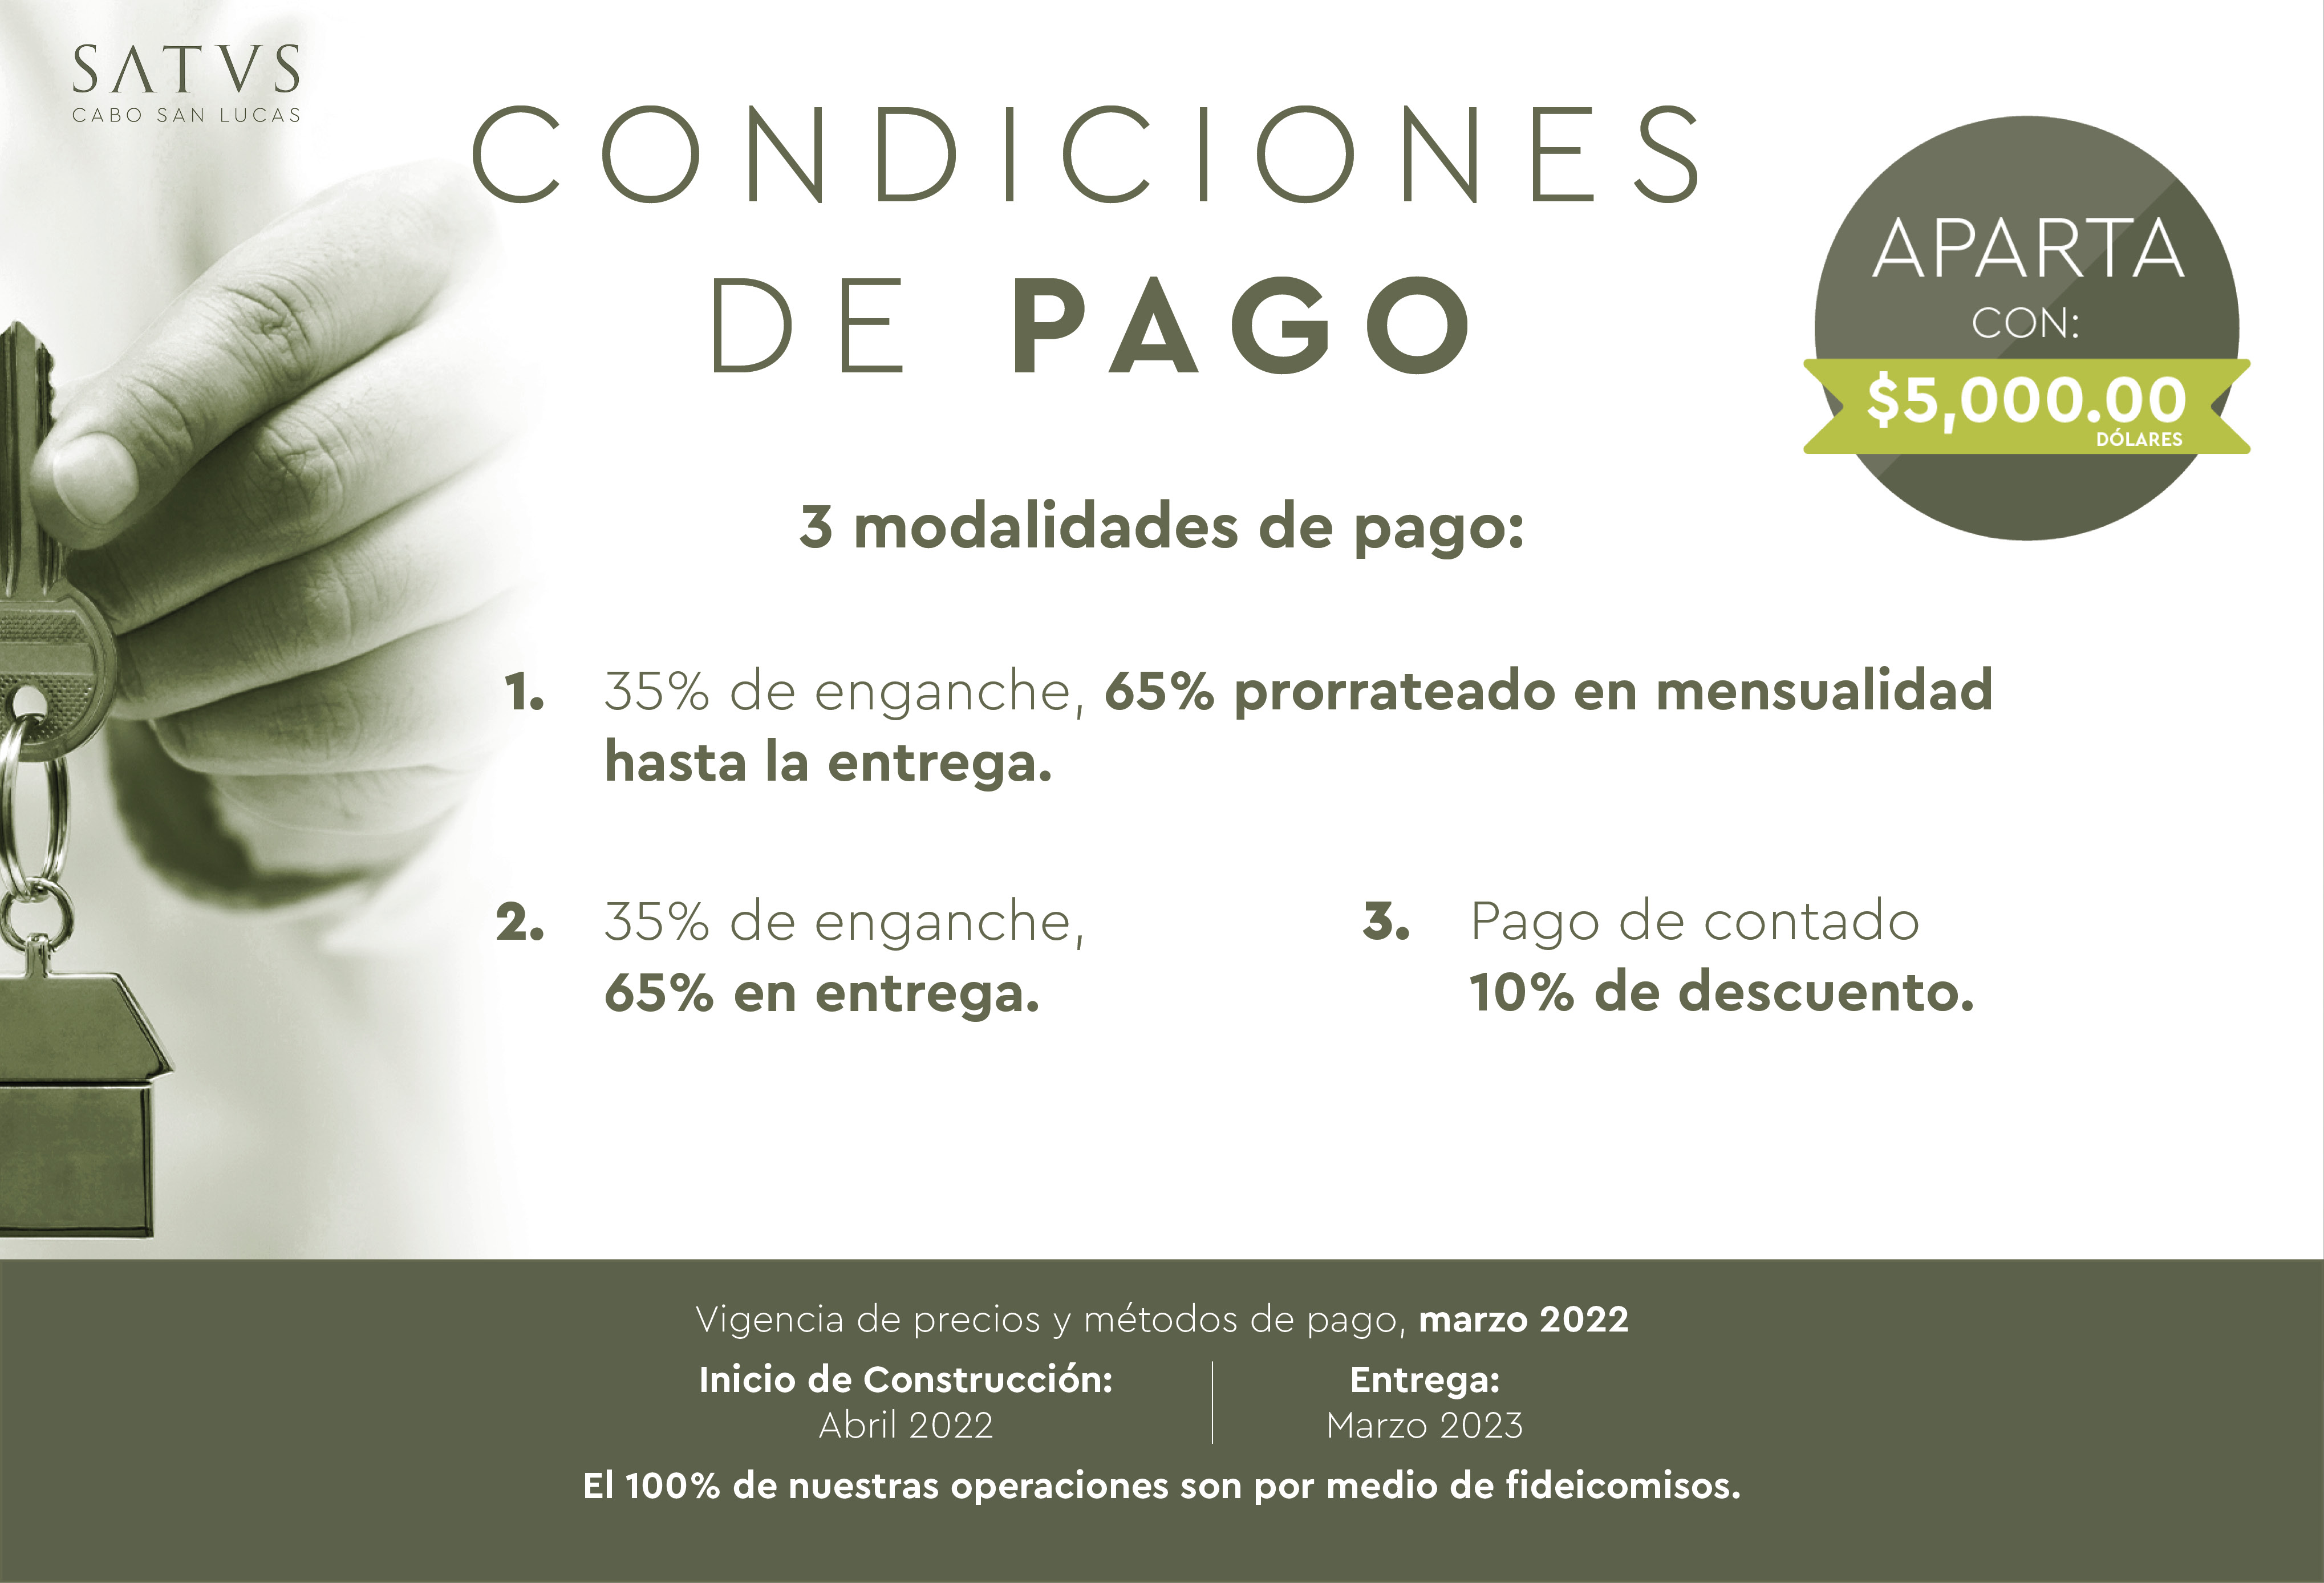 SATVS
CABO SAN LUCAS
CONDICIONES
DE PAGO
APARTA
CON:
$5,000.00
DÓLARES
3 modalidades de pago:
1. 35% de enganche, 65% prorrateado en mensualidad
hasta la entrega.
2. 35% de enganche,
65% en entrega.
3. Pago de contado
10% de descuento.
Vigencia de precios y métodos de pago, marzo 2022
Inicio de Construcción:
Abril 2022
Entrega:
Marzo 2023
El 100% de nuestras operaciones son por medio de fideicomisos.